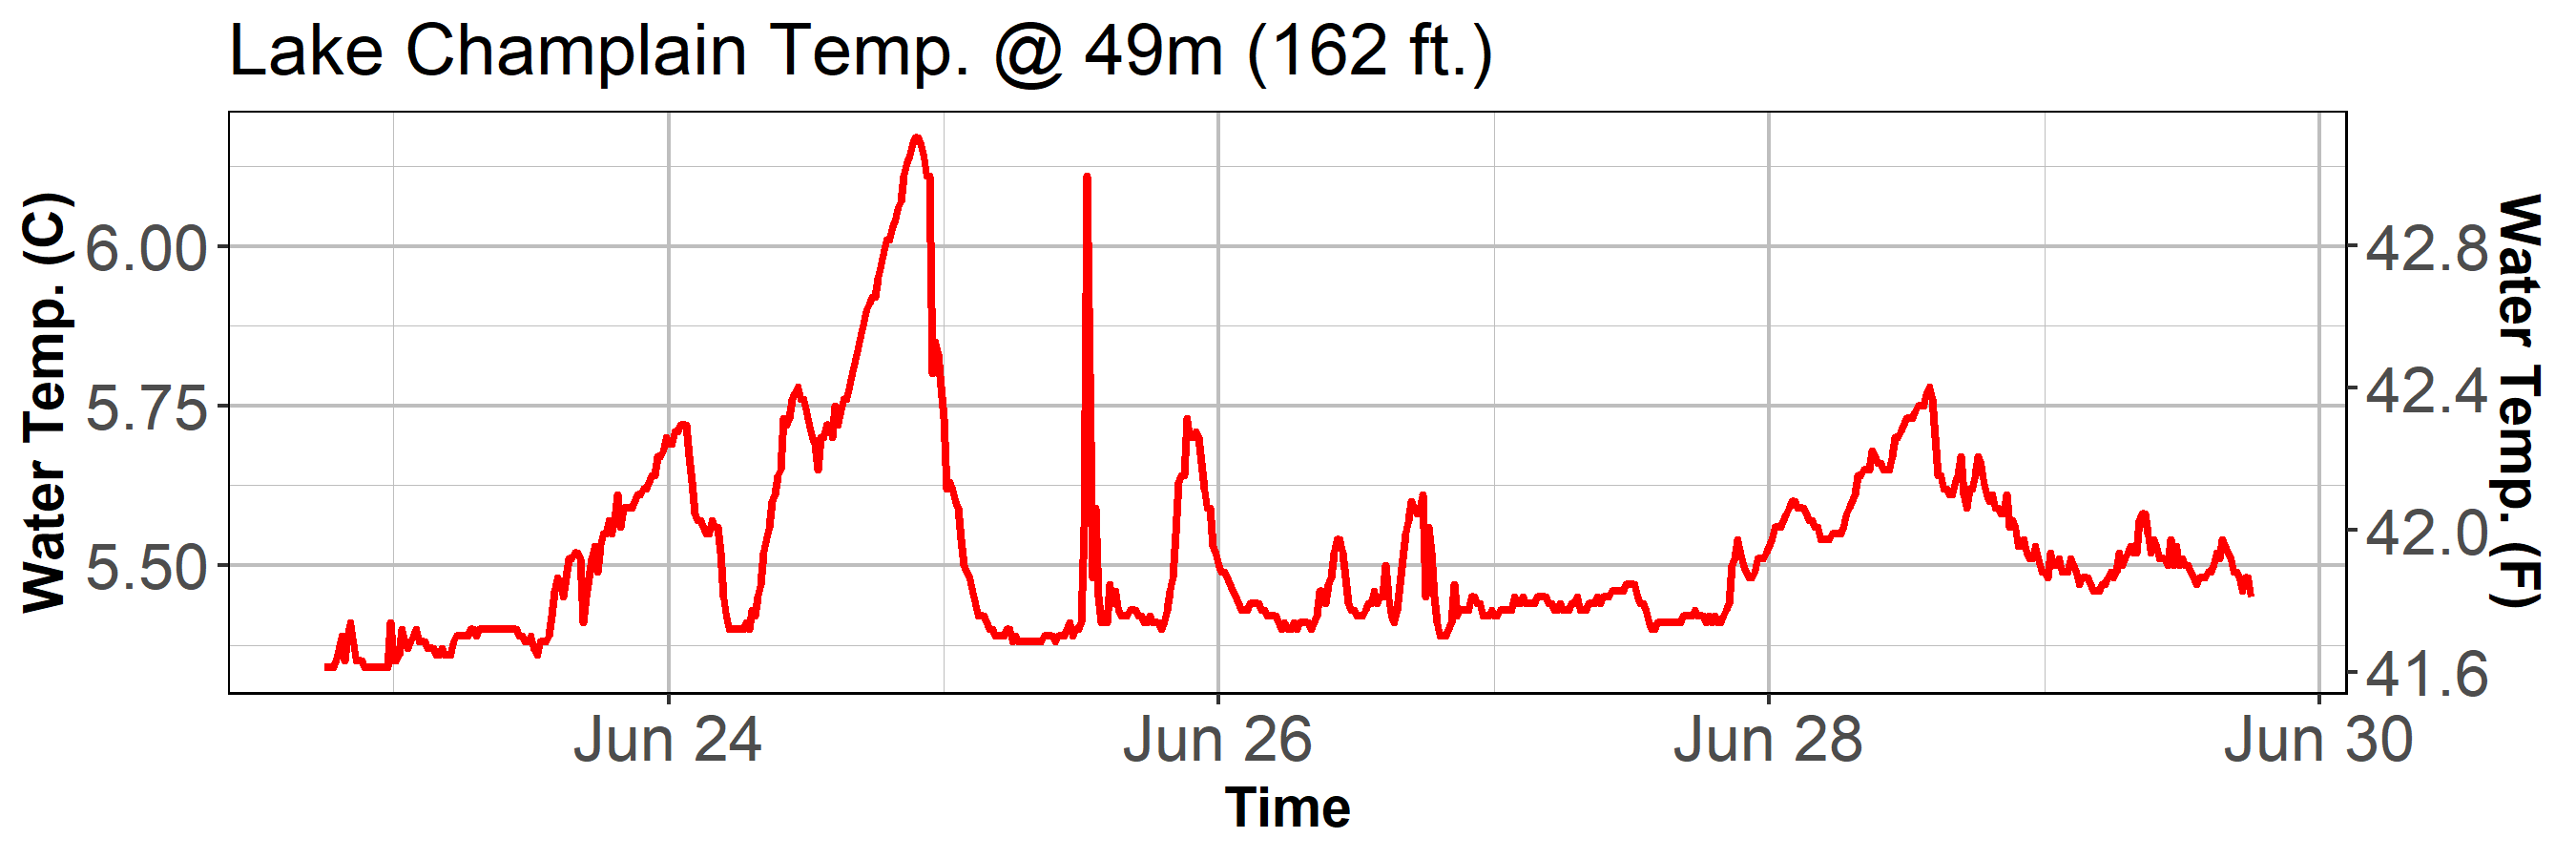 Lake Champlain Temp. @ 49m (162 ft.)
Water Temp. (C)
6.00
5.75
5.50
42.8
42.4
42.0
41.6
Water Temp. (F)
Jun 24 Jun 26 Jun 28 Jun 30
Time